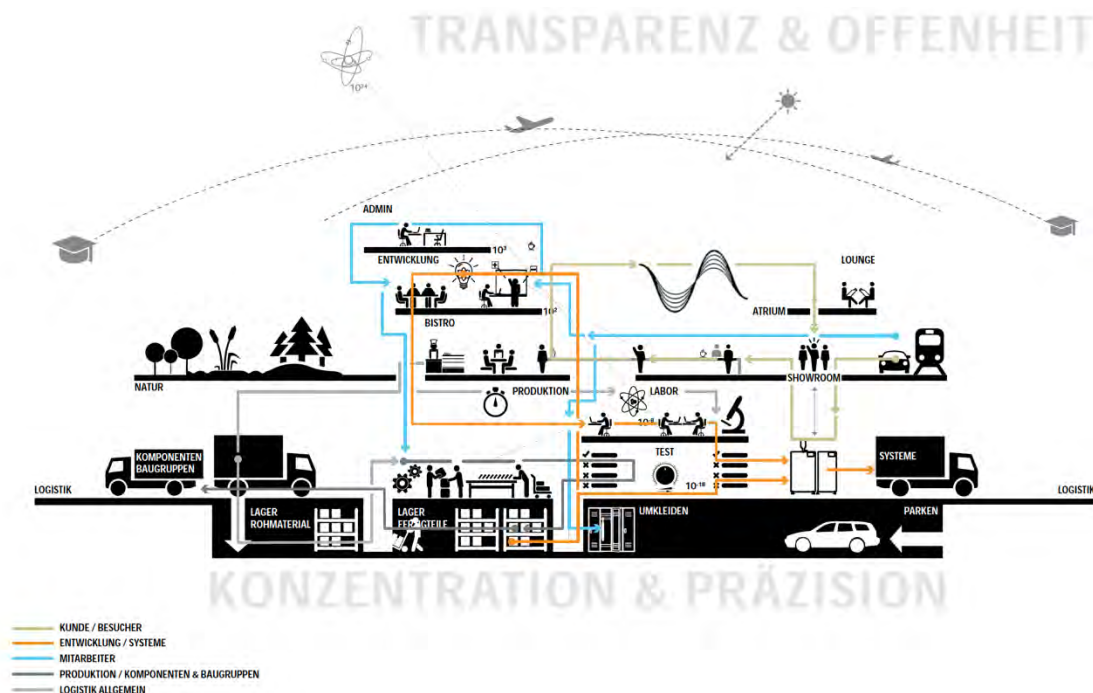 TRANSPARENZ & OFFENHEIT
10²⁴
ADMIN
10³
ENTWICKLUNG
LOUNGE
10²
ATRIUM
BISTRO
NATUR
SHOWROOM
PRODUKTION
LABOR
10⁻⁶
KOMPONENTEN
BAUGRUPPEN
TEST
SYSTEME
10⁻¹⁸
LOGISTIK
LOGISTIK
LAGER
ROHMATERIAL
LAGER
FERTIGTEILE
UMKLEIDEN
PARKEN
KONZENTRATION & PRÄZISION
KUNDE / BESUCHER
ENTWICKLUNG / SYSTEME
MITARBEITER
PRODUKTION / KOMPONENTEN & BAUGRUPPEN
LOGISTIK ALLGEMEIN